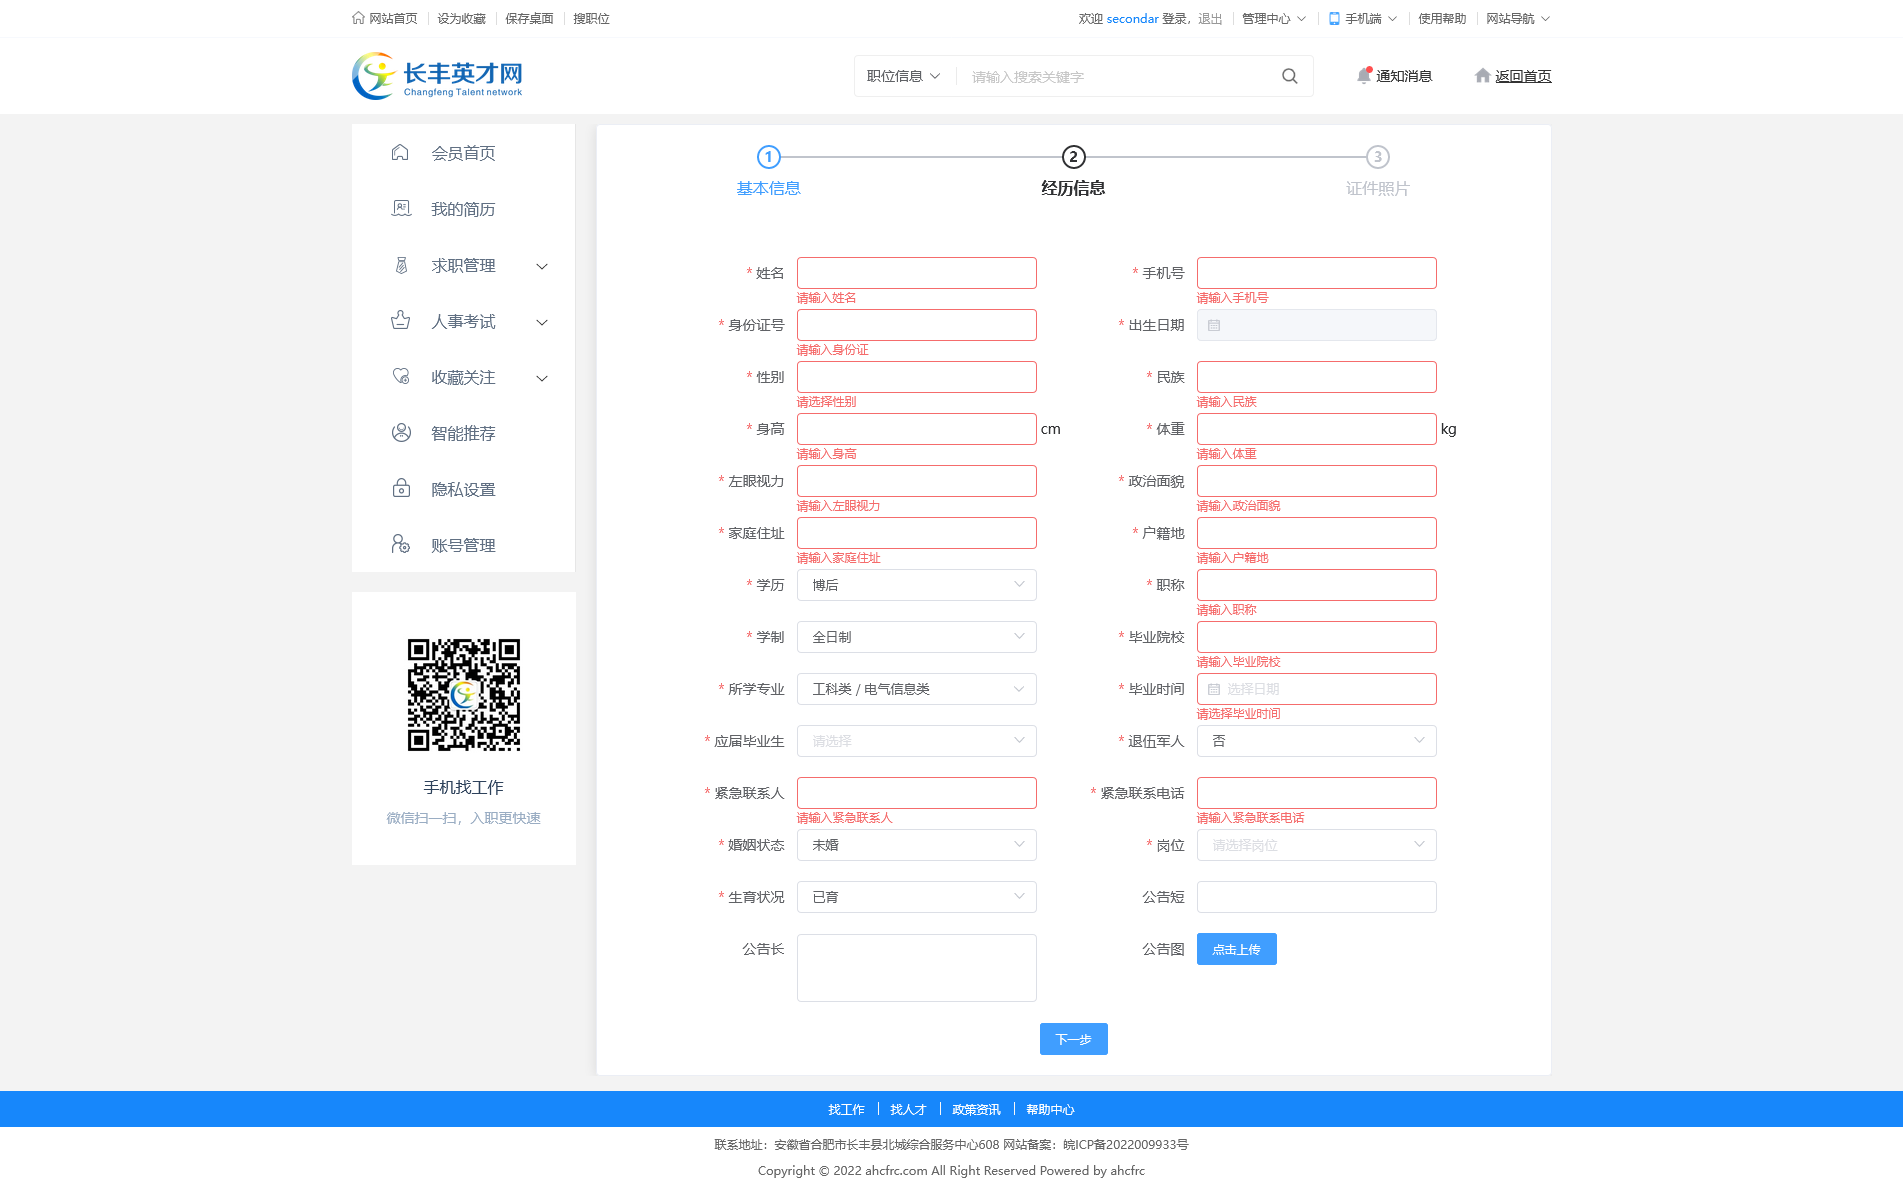 网站首页 设为收藏 保存桌面 搜职位
欢迎 secondar 登录，退出 管理中心 手机端 使用帮助 网站导航
长丰英才网
Changfeng Talent network
职位信息 请输入搜索关键字
通知消息 返回首页
会员首页
我的简历
求职管理
人事考试
收藏关注
智能推荐
隐私设置
账号管理
手机找工作
微信扫一扫，入职更快速
1 2 3
基本信息 经历信息 证件照片
* 姓名 * 手机号
请输入姓名 请输入手机号
* 身份证号 * 出生日期
请输入身份证
* 性别 * 民族
请选择性别 请输入民族
* 身高 cm * 体重 kg
请输入身高 请输入体重
* 左眼视力 * 政治面貌
请输入左眼视力 请输入政治面貌
* 家庭住址 * 户籍地
请输入家庭住址 请输入户籍地
* 学历 博后 * 职称
请输入职称
* 学制 全日制 * 毕业院校
请输入毕业院校
* 所学专业 工科类 / 电气信息类 * 毕业时间 选择日期
请选择毕业时间
* 应届毕业生 请选择 * 退伍军人 否
* 紧急联系人 * 紧急联系电话
请输入紧急联系人 请输入紧急联系电话
* 婚姻状态 未婚 * 岗位 请选择岗位
* 生育状况 已育 公告短
公告长 公告图 点击上传
下一步
找工作 找人才 政策资讯 帮助中心
联系地址：安徽省合肥市长丰县北城综合服务中心608 网站备案：皖ICP备2022009933号
Copyright © 2022 ahcfrc.com All Right Reserved Powered by ahcfrc